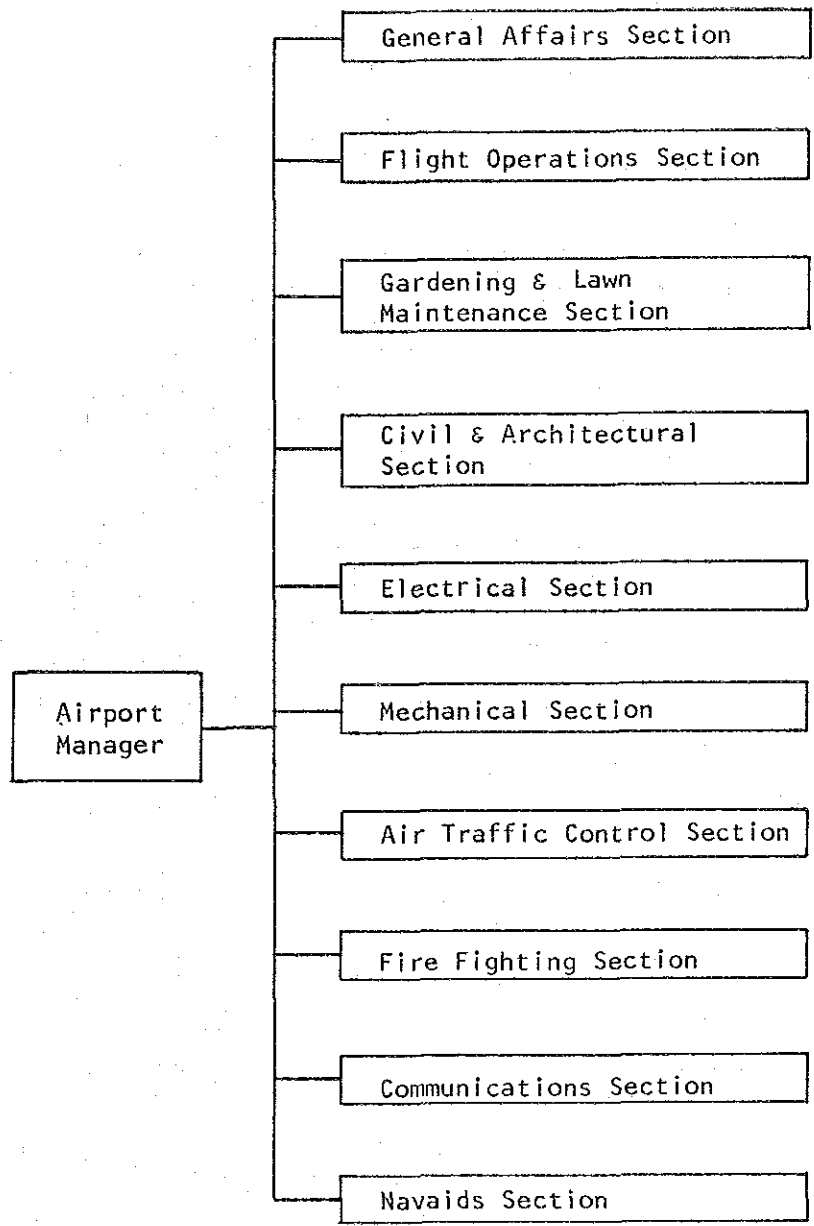 General Affairs Section
Flight Operations Section
Gardening & Lawn
Maintenance Section
Civil & Architectural
Section
Electrical Section
Airport
Manager
Mechanical Section
Air Traffic Control Section
Fire Fighting Section
Communications Section
Navaids Section